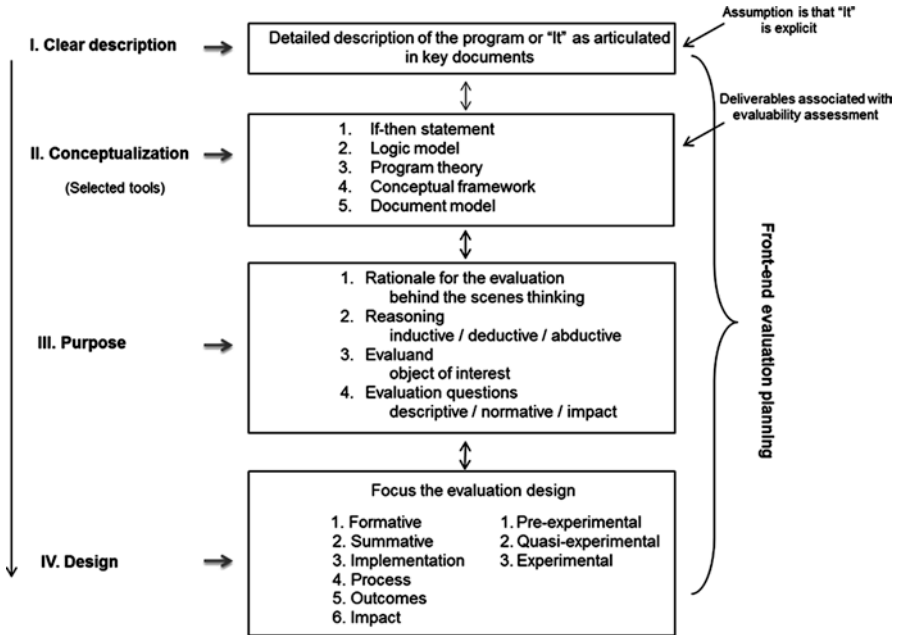 Assumption is that "It"
is explicit
I. Clear description
Detailed description of the program or "It" as articulated
in key documents
Deliverables associated with
evaluability assessment
II. Conceptualization
(Selected tools)
1. If-then statement
2. Logic model
3. Program theory
4. Conceptual framework
5. Document model
III. Purpose
1. Rationale for the evaluation
behind the scenes thinking
2. Reasoning
inductive / deductive / abductive
3. Evaluand
object of interest
4. Evaluation questions
descriptive / normative / impact
Front-end evaluation planning
IV. Design
Focus the evaluation design
1. Formative
2. Summative
3. Implementation
4. Process
5. Outcomes
6. Impact
1. Pre-experimental
2. Quasi-experimental
3. Experimental